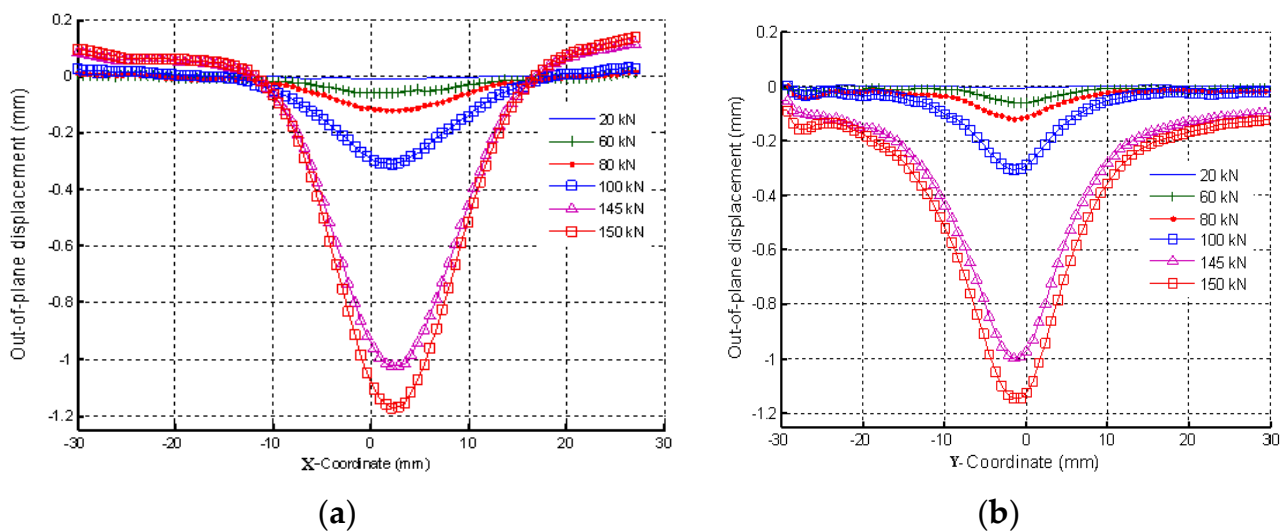 0.2
0
-0.2
-0.4
-0.6
-0.8
-1
-1.2
-30
-20
-10
0
10
20
30
Out-of-plane displacement (mm)
X-Coordinate (mm)
20 kN
60 kN
80 kN
100 kN
145 kN
150 kN
(a)
0.2
0
-0.2
-0.4
-0.6
-0.8
-1
-1.2
-30
-20
-10
0
10
20
30
Out-of-plane displacement (mm)
Y- Coordinate (mm)
20 kN
60 kN
80 kN
100 kN
145 kN
150 kN
(b)